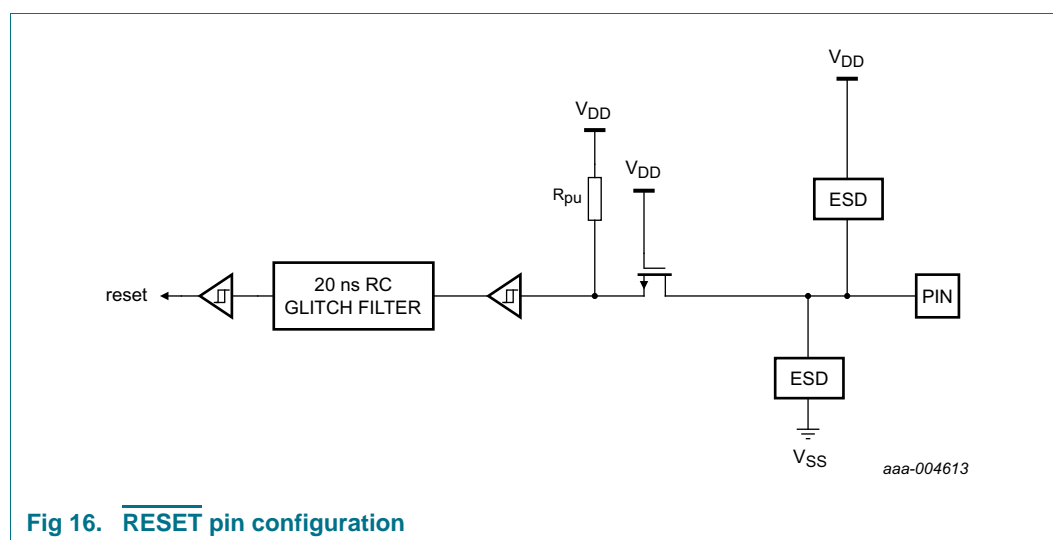 VDD
VDD
VDD
Rpu
ESD
reset
20 ns RC
GLITCH FILTER
PIN
ESD
VSS
aaa-004613
Fig 16. RESET pin configuration